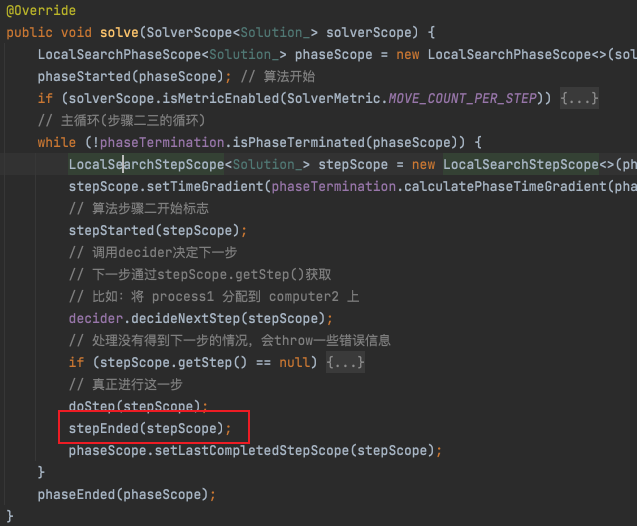 @Override
public void solve(SolverScope<Solution_> solverScope) {
LocalSearchPhaseScope<Solution_> phaseScope = new LocalSearchPhaseScope<>(sol
phaseStarted(phaseScope); // 算法开始
if (solverScope.isMetricEnabled(SolverMetric.MOVE_COUNT_PER_STEP)) {...}
// 主循环(步骤二三的循环)
while (!phaseTermination.isPhaseTerminated(phaseScope)) {
LocalSearchStepScope<Solution_> stepScope = new LocalSearchStepScope<>(ph
stepScope.setTimeGradient(phaseTermination.calculatePhaseTimeGradient(pha
// 算法步骤二开始标志
stepStarted(stepScope);
// 调用decider决定下一步
// 下一步通过stepScope.getStep()获取
// 比如：将 process1 分配到 computer2 上
decider.decideNextStep(stepScope);
// 处理没有得到下一步的情况，会throw一些错误信息
if (stepScope.getStep() == null) {...}
// 真正进行这一步
doStep(stepScope);
stepEnded(stepScope);
phaseScope.setLastCompletedStepScope(stepScope);
}
phaseEnded(phaseScope);
}